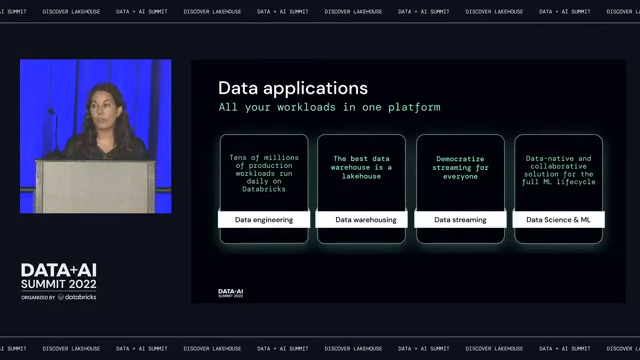 AI SUMMIT DISCOVER LAKEHOUSE DATA + AI SUMMIT DISCOVER LAKEHOUSE DATA + AI SUMMIT DISCOVER LAKEHOUSE DATA + AI SUMMIT DISCOVER LAKE
Data applications
All your workloads in one platform
Tens of millions
of production
workloads run
daily on
Databricks
Data engineering
The best data
warehouse is a
lakehouse
Data warehousing
Democratize
streaming for
everyone
Data streaming
Data-native and
collaborative
solution for the
full ML lifecycle
Data Science & ML
DATA+AI
SUMMIT 2022
ORGANIZED BY databricks
DATA+AI
SUMMIT 2022
AI SUMMIT DISCOVER LAKEHOUSE DATA + AI SUMMIT DISCOVER LAKEHOUSE DATA + AI SUMMIT DISCOVER LAKEHOUSE DATA + AI SUMMIT DISCOVER LAKE